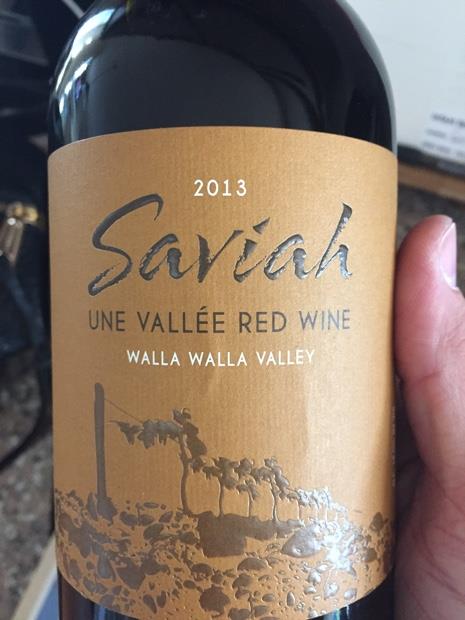 2013
Saviah
UNE VALLÉE RED WINE
WALLA WALLA VALLEY